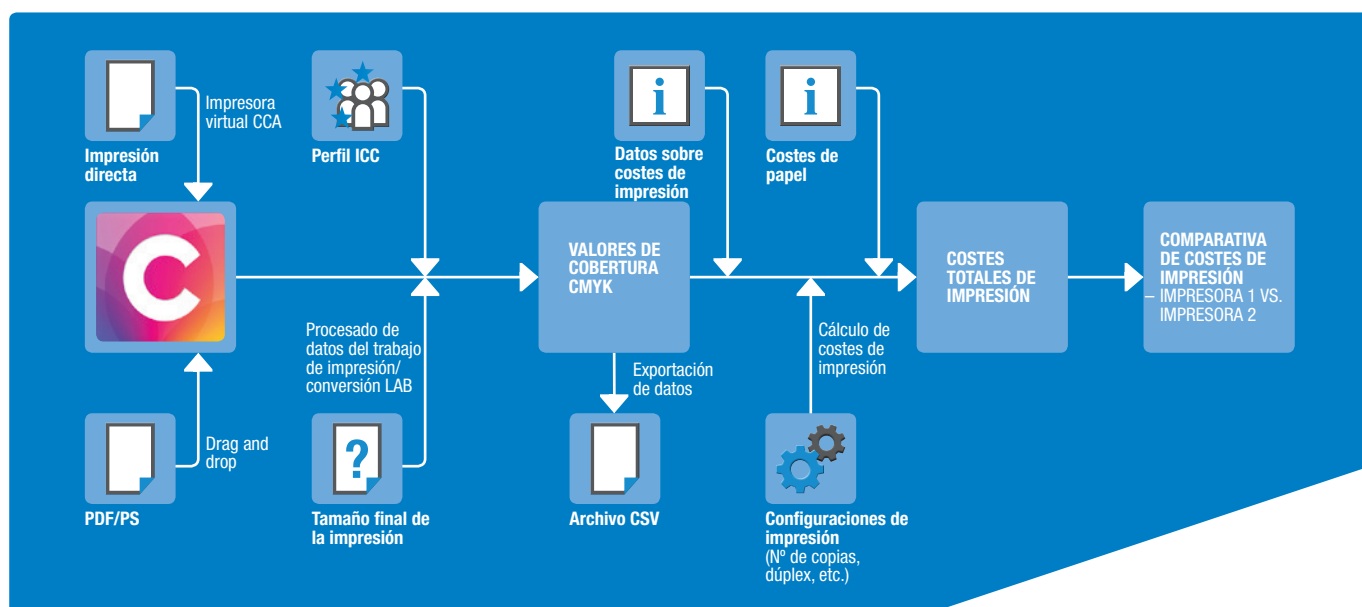 Impresión
directa
Impresora
virtual CCA
Perfil ICC
Datos sobre
costes de
impresión
Costes de
papel
C
VALORES DE
COBERTURA
CMYK
COSTES
TOTALES DE
IMPRESIÓN
COMPARATIVA
DE COSTES DE
IMPRESIÓN
– IMPRESORA 1 VS.
IMPRESORA 2
Procesado de
datos del trabajo
de impresión/
conversión LAB
Exportación
de datos
Cálculo de
costes de
impresión
Drag and
drop
PDF/PS
?
Tamaño final de
la impresión
Archivo CSV
Configuraciones de
impresión
(Nº de copias,
dúplex, etc.)
i
i